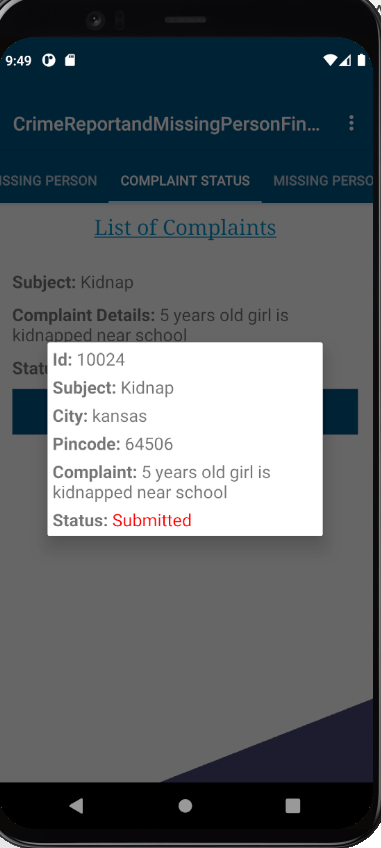 9:49
CrimeReportandMissingPersonFin...
ISSING PERSON COMPLAINT STATUS MISSING PERSO
List of Complaints
Subject: Kidnap
Complaint Details: 5 years old girl is
kidnapped near school
Statu
Id: 10024
Subject: Kidnap
City: kansas
Pincode: 64506
Complaint: 5 years old girl is
kidnapped near school
Status: Submitted